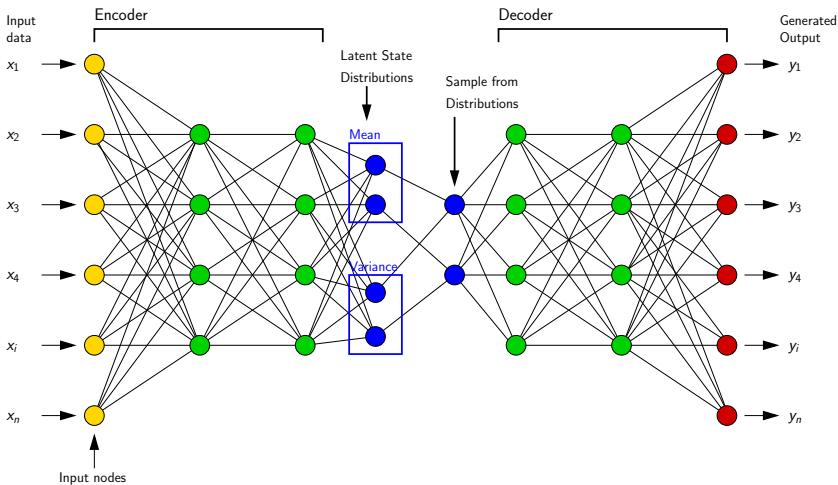 Input
data
Encoder
Decoder
Generated
Output
Latent State
Distributions
Sample from
Distributions
Mean
Variance
x₁
x₂
x₃
x₄
xᵢ
xₙ
y₁
y₂
y₃
y₄
yᵢ
yₙ
Input nodes